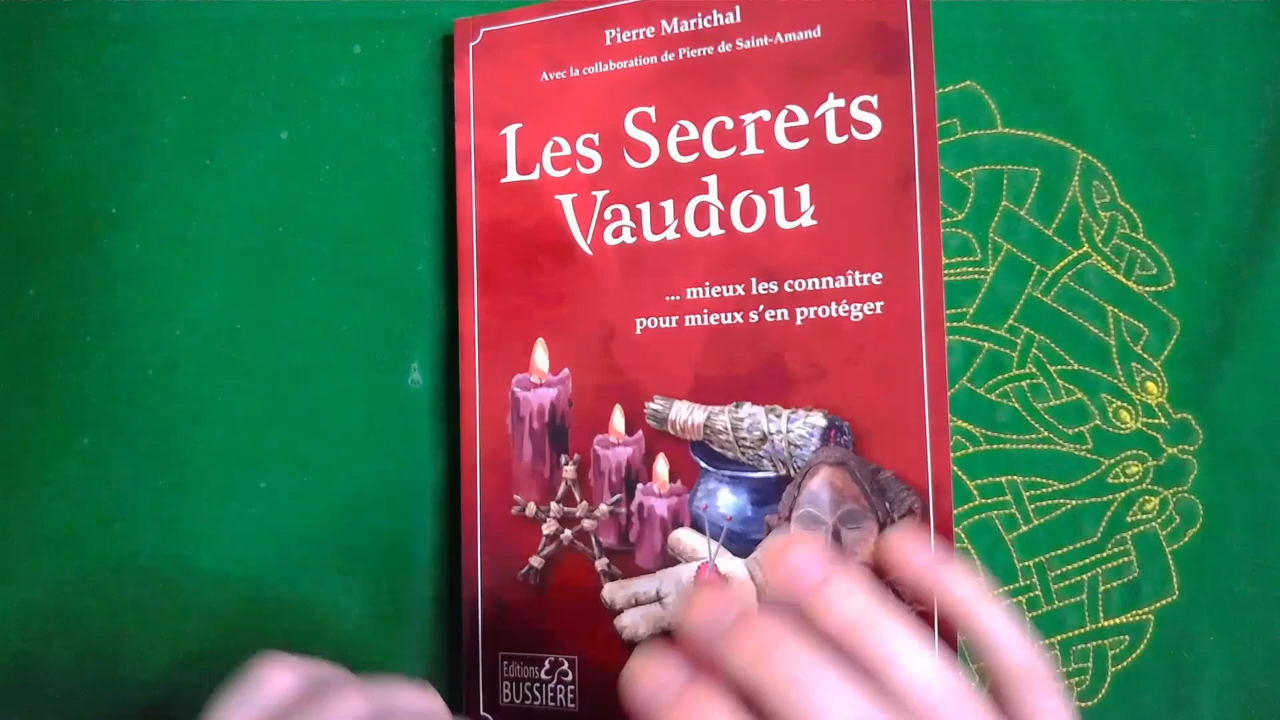 Pierre Marichal
Avec la collaboration de Pierre de Saint-Amand
Les Secrets
Vaudou
... mieux les connaître
pour mieux s'en protéger
Editions
BUSSIÈRE